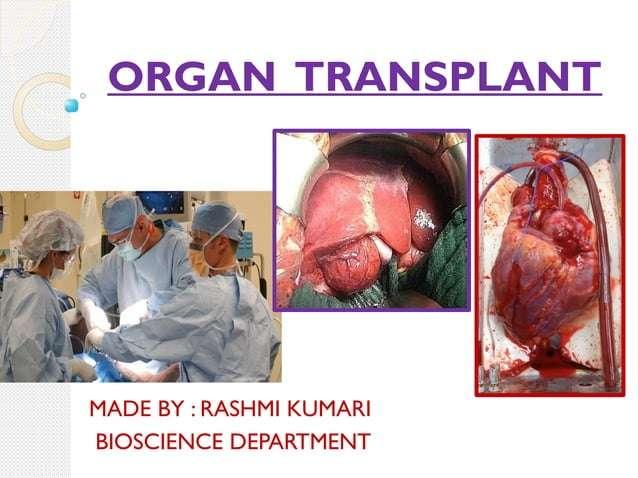 ORGAN TRANSPLANT
MADE BY : RASHMI KUMARI
BIOSCIENCE DEPARTMENT